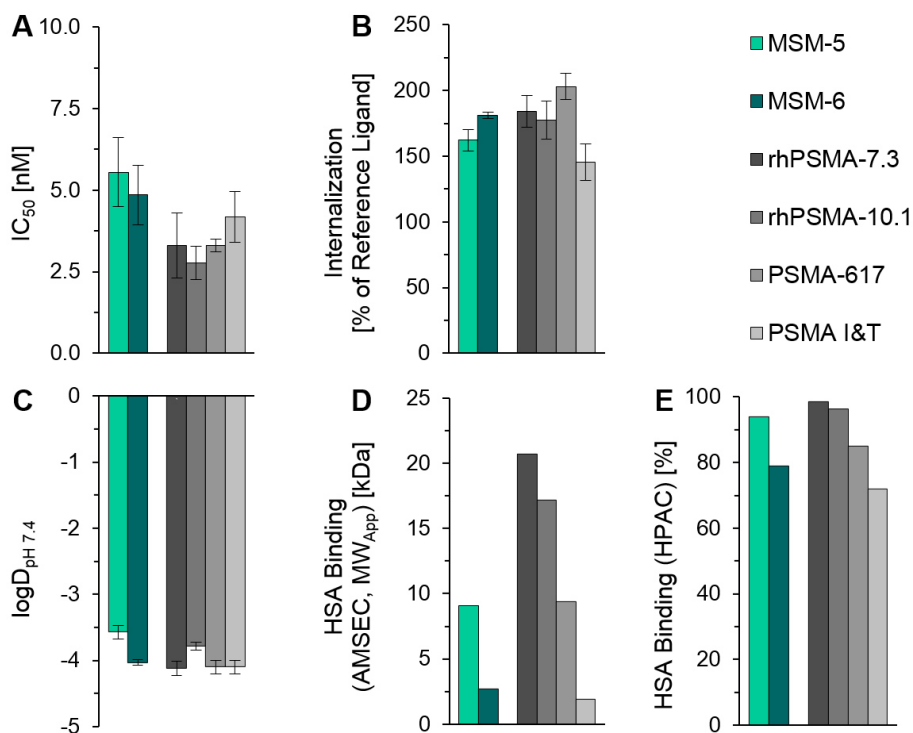 A
10.0
7.5
5.0
2.5
0.0
IC50 [nM]
B
250
200
150
100
50
0
Internalization
[% of Reference Ligand]
MSM-5
MSM-6
rhPSMA-7.3
rhPSMA-10.1
PSMA-617
PSMA I&T
C
0
-1
-2
-3
-4
-5
logDpH 7.4
D
25
20
15
10
5
0
HSA Binding
(AMSEC, MWApp) [kDa]
E
100
80
60
40
20
0
HSA Binding (HPAC) [%]